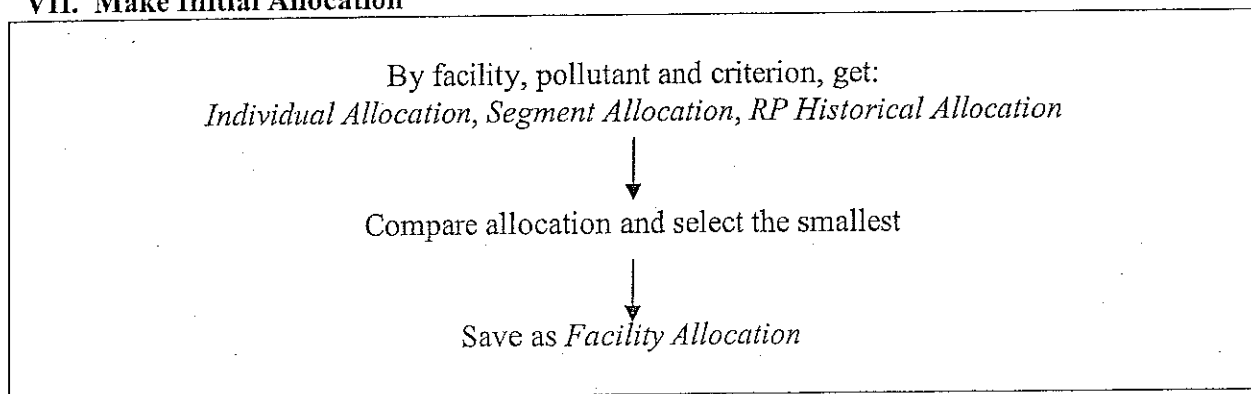 VII. Make Initial Allocation
By facility, pollutant and criterion, get:
Individual Allocation, Segment Allocation, RP Historical Allocation
Compare allocation and select the smallest
Save as Facility Allocation